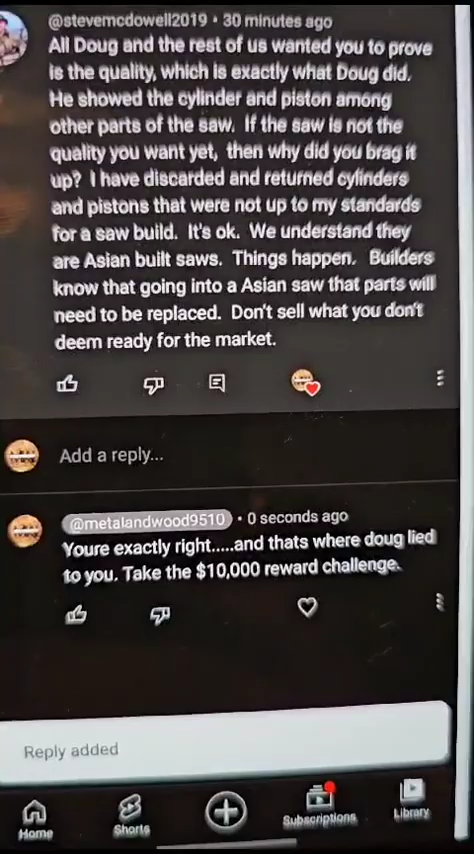 @stevemcdowell2019 • 30 minutes ago
All Doug and the rest of us wanted you to prove
is the quality, which is exactly what Doug did.
He showed the cylinder and piston among
other parts of the saw. If the saw is not the
quality you want yet, then why did you brag it
up? I have discarded and returned cylinders
and pistons that were not up to my standards
for a saw build. It's ok. We understand they
are Asian built saws. Things happen. Builders
know that going into a Asian saw that parts will
need to be replaced. Don't sell what you don't
deem ready for the market.
Add a reply...
@metalandwood9510 • 0 seconds ago
Youre exactly right.....and thats where doug lied
to you. Take the $10,000 reward challenge.
Reply added
Home
Shorts
Subscriptions
Library